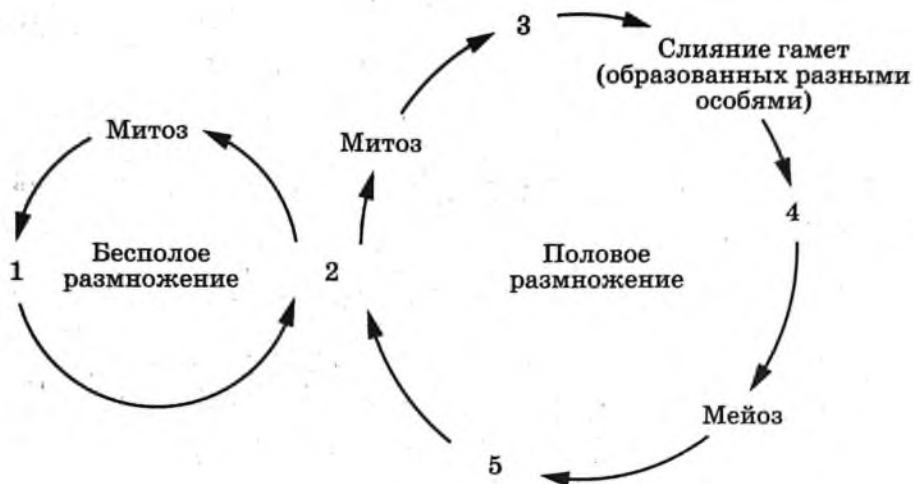 3
Слияние гамет
(образованных разными
особями)
Митоз
Митоз
4
1
Бесполое
размножение
2
Половое
размножение
Мейоз
5